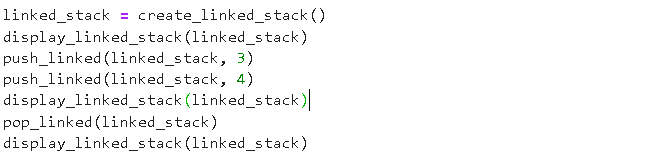 linked_stack = create_linked_stack()
display_linked_stack(linked_stack)
push_linked(linked_stack, 3)
push_linked(linked_stack, 4)
display_linked_stack(linked_stack)
pop_linked(linked_stack)
display_linked_stack(linked_stack)